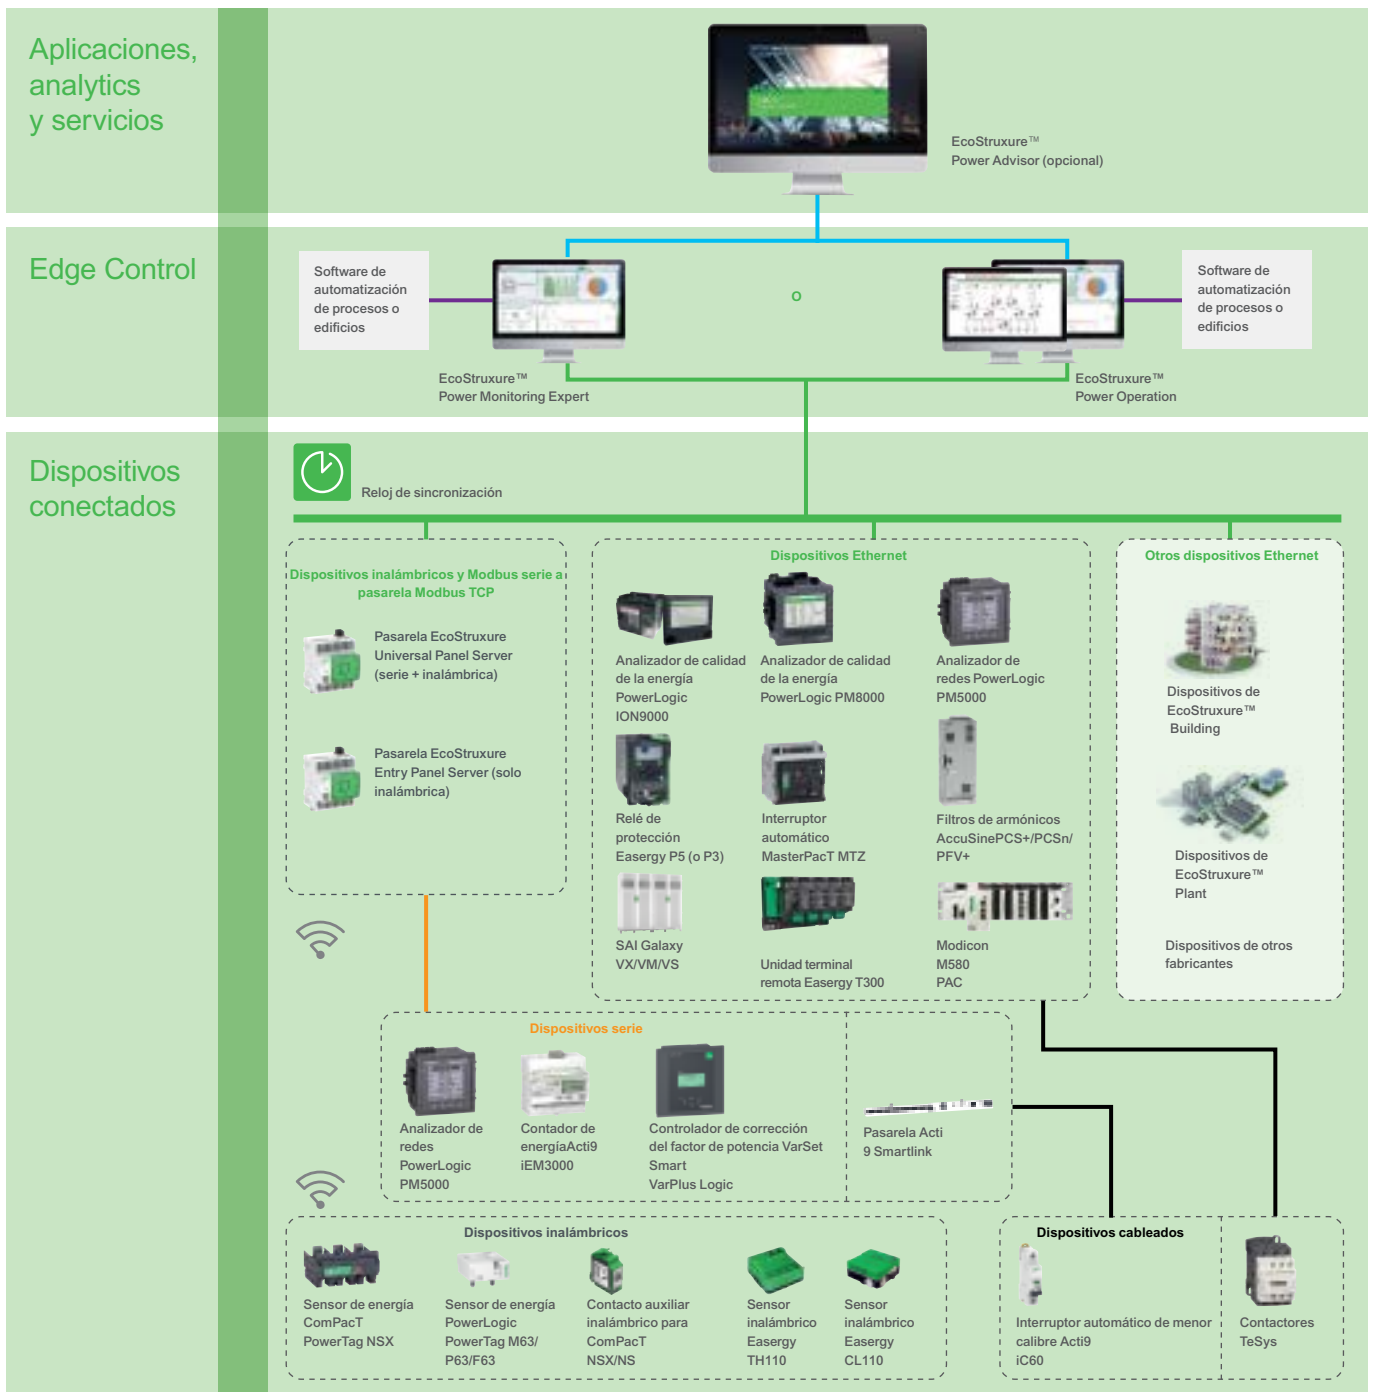 Aplicaciones,
analytics
y servicios
EcoStruxure™
Power Advisor (opcional)
Edge Control
Software de
automatización
de procesos o
edificios
O
Software de
automatización
de procesos o
edificios
EcoStruxure™
Power Monitoring Expert
EcoStruxure™
Power Operation
Dispositivos
conectados
Reloj de sincronización
Dispositivos inalámbricos y Modbus serie a
pasarela Modbus TCP
Pasarela EcoStruxure
Universal Panel Server
(serie + inalámbrica)
Pasarela EcoStruxure
Entry Panel Server (solo
inalámbrica)
Dispositivos Ethernet
Analizador de calidad
de la energía
PowerLogic
ION9000
Analizador de calidad
de la energía
PowerLogic PM8000
Analizador de
redes PowerLogic
PM5000
Relé de
protección
Easergy P5 (o P3)
Interruptor
automático
MasterPacT MTZ
Filtros de armónicos
AccuSinePCS+/PCSn/
PFV+
SAI Galaxy
VX/VM/VS
Unidad terminal
remota Easergy T300
Modicon
M580
PAC
Otros dispositivos Ethernet
Dispositivos de
EcoStruxure™
Building
Dispositivos de
EcoStruxure™
Plant
Dispositivos de otros
fabricantes
Dispositivos serie
Analizador de
redes
PowerLogic
PM5000
Contador de
energíaActi9
iEM3000
Controlador de corrección
del factor de potencia VarSet
Smart
VarPlus Logic
Pasarela Acti
9 Smartlink
Dispositivos inalámbricos
Sensor de energía
ComPacT
PowerTag NSX
Sensor de energía
PowerLogic
PowerTag M63/
P63/F63
Contacto auxiliar
inalámbrico para
ComPacT
NSX/NS
Sensor
inalámbrico
Easergy
TH110
Sensor
inalámbrico
Easergy
CL110
Dispositivos cableados
Interruptor automático de menor
calibre Acti9
iC60
Contactores
TeSys